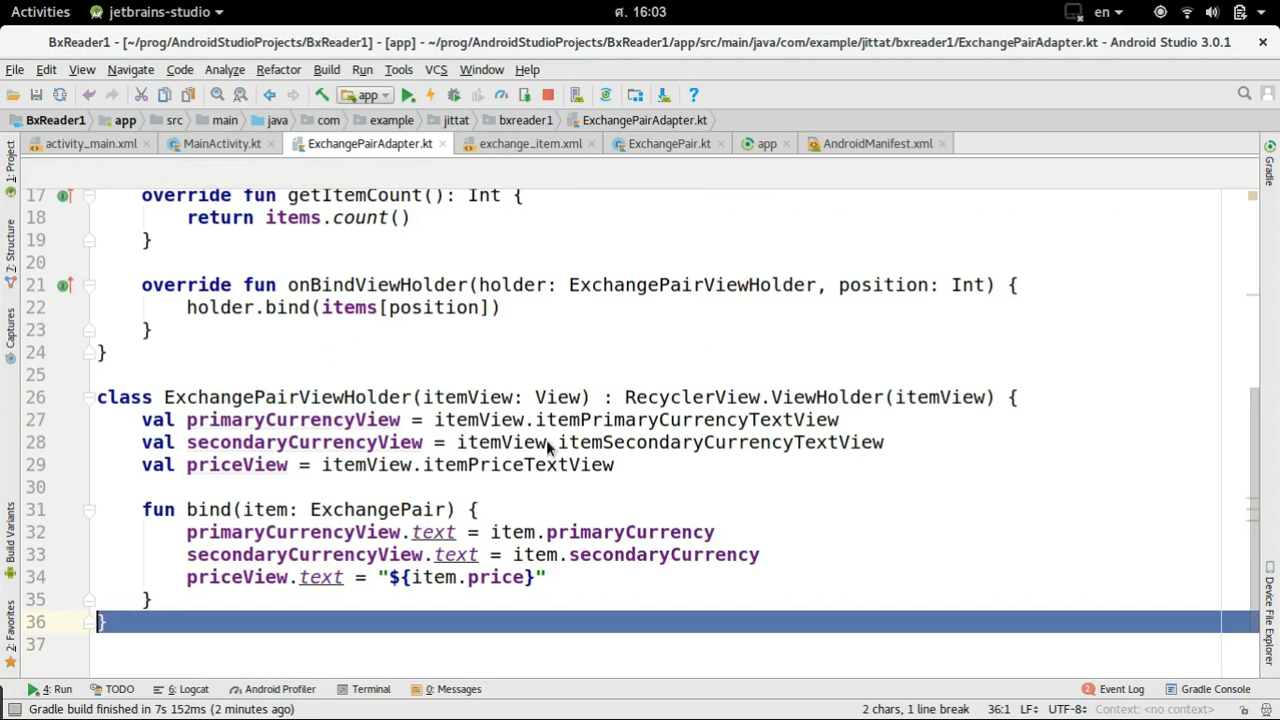 Activities jetbrains-studio ศ. 16:03 en
BxReader1 - [~/prog/AndroidStudioProjects/BxReader1] - [app] - ~/prog/AndroidStudioProjects/BxReader1/app/src/main/java/com/example/jittat/bxreader1/ExchangePairAdapter.kt - Android Studio 3.0.1
File Edit View Navigate Code Analyze Refactor Build Run Tools VCS Window Help
app
BxReader1 app src main java com example jittat bxreader1 ExchangePairAdapter.kt
activity_main.xml MainActivity.kt ExchangePairAdapter.kt exchange_item.xml ExchangePair.kt app AndroidManifest.xml
1: Project
7: Structure
Captures
Build Variants
2: Favorites
Gradle
Device File Explorer
17 override fun getItemCount(): Int {
18 return items.count()
19 }
20
21 override fun onBindViewHolder(holder: ExchangePairViewHolder, position: Int) {
22 holder.bind(items[position])
23 }
24 }
25
26 class ExchangePairViewHolder(itemView: View) : RecyclerView.ViewHolder(itemView) {
27 val primaryCurrencyView = itemView.itemPrimaryCurrencyTextView
28 val secondaryCurrencyView = itemView.itemSecondaryCurrencyTextView
29 val priceView = itemView.itemPriceTextView
30
31 fun bind(item: ExchangePair) {
32 primaryCurrencyView.text = item.primaryCurrency
33 secondaryCurrencyView.text = item.secondaryCurrency
34 priceView.text = "${item.price}"
35 }
36 }
37
4: Run TODO 6: Logcat Android Profiler Terminal 0: Messages 2 Event Log Gradle Console
Gradle build finished in 7s 152ms (2 minutes ago) 2 chars, 1 line break 36:1 LF÷ UTF-8÷ Context: <no context>